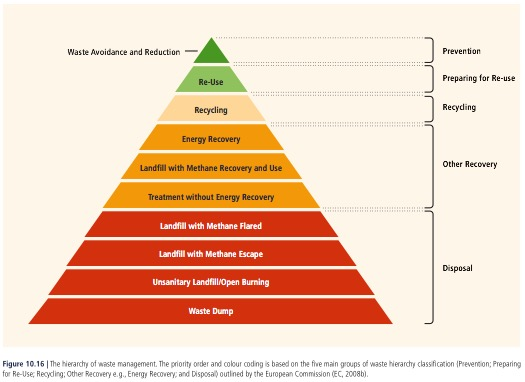 Waste Avoidance and Reduction
Prevention
Re-Use
Preparing for Re-use
Recycling
Recycling
Energy Recovery
Landfill with Methane Recovery and Use
Other Recovery
Treatment without Energy Recovery
Landfill with Methane Flared
Landfill with Methane Escape
Disposal
Unsanitary Landfill/Open Burning
Waste Dump
Figure 10.16 | The hierarchy of waste management. The priority order and colour coding is based on the five main groups of waste hierarchy classification (Prevention; Preparing
for Re-Use; Recycling; Other Recovery e.g., Energy Recovery; and Disposal) outlined by the European Commission (EC, 2008b).